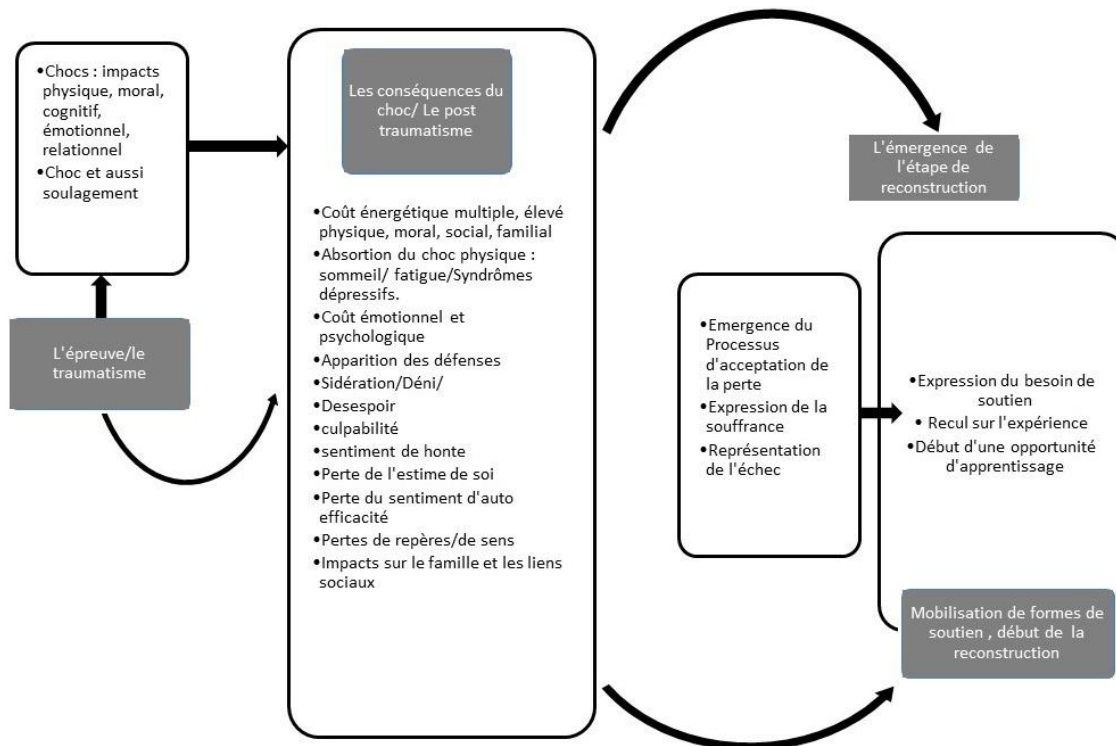 •Chocs : impacts
physique, moral,
cognitif,
émotionnel,
relationnel
•Choc et aussi
soulagement
L'épreuve/le
traumatisme
Les conséquences du
choc/ Le post
traumatisme
•Coût énergétique multiple, élevé
physique, moral, social, familial
•Absortion du choc physique :
sommeil/ fatigue/Syndrômes
dépressifs.
•Coût émotionnel et
psychologique
•Apparition des défenses
•Sidération/Déni/
•Desespoir
•culpabilité
•sentiment de honte
•Perte de l'estime de soi
•Perte du sentiment d'auto
efficacité
•Pertes de repères/de sens
•Impacts sur le famille et les liens
sociaux
L'émergence de
l'étape de
reconstruction
•Emergence du
Processus
d'acceptation de
la perte
•Expression de la
souffrance
•Représentation
de l'échec
•Expression du besoin de
soutien
• Recul sur l'expérience
•Début d'une opportunité
d'apprentissage
Mobilisation de formes de
soutien , début de la
reconstruction